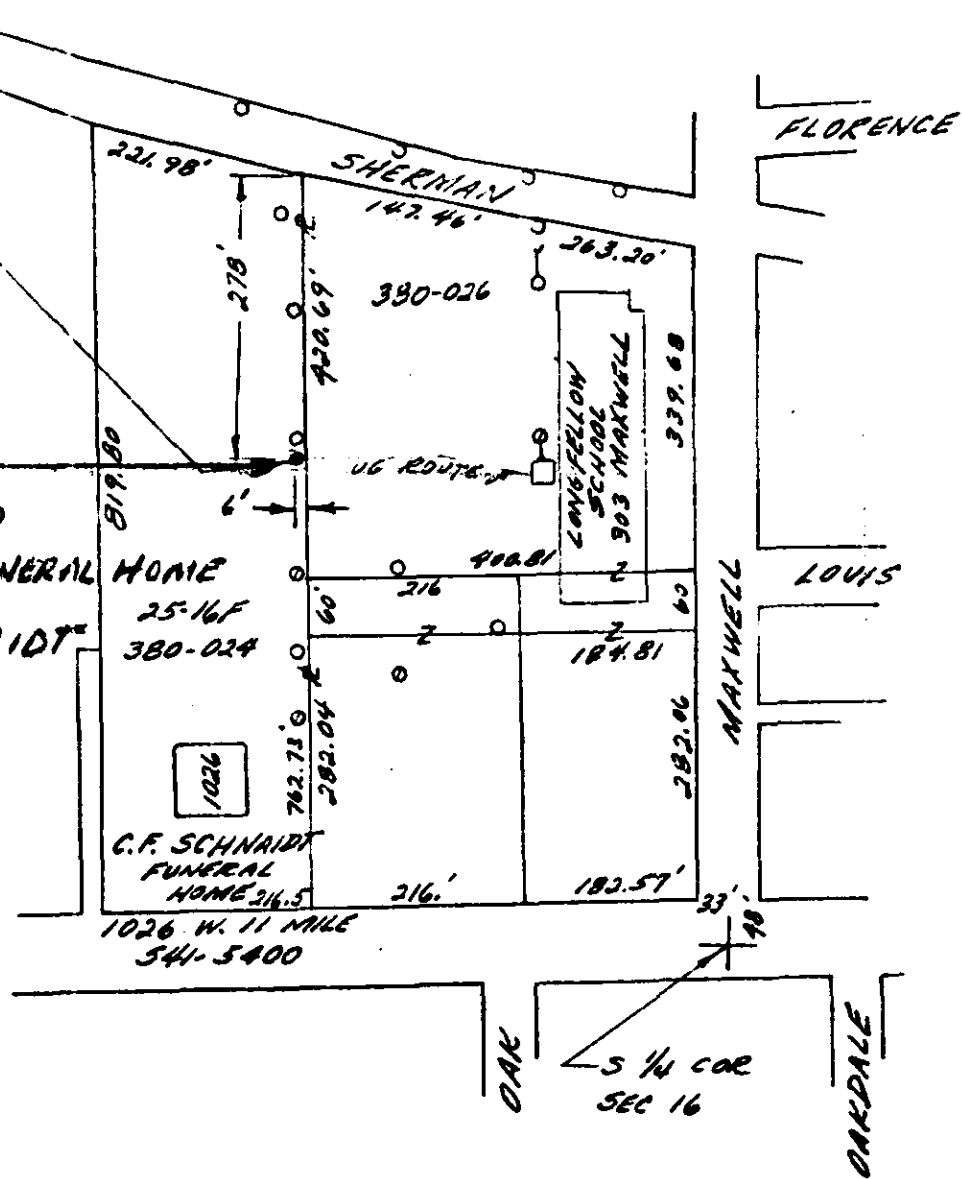 FLORENCE
SHERMAN
221.98'
147.46'
263.20'
278'
420.69'
380-026
LONGFELLOW
SCHOOL
903 MAXWELL
339.68
819.80
UG ROUTE
6'
NERAL HOME
25-16F
IDT
380-024
400.81
216
60'
60
LOUIS
MAXWELL
184.81
762.73'
282.04'
282.06
1026
C.F. SCHNAIDT
FUNERAL
HOME
216.5
216.'
182.57'
33'
48'
1026 W. 11 MILE
541-5400
OAK
S 1/4 COR
SEC 16
OAKDALE